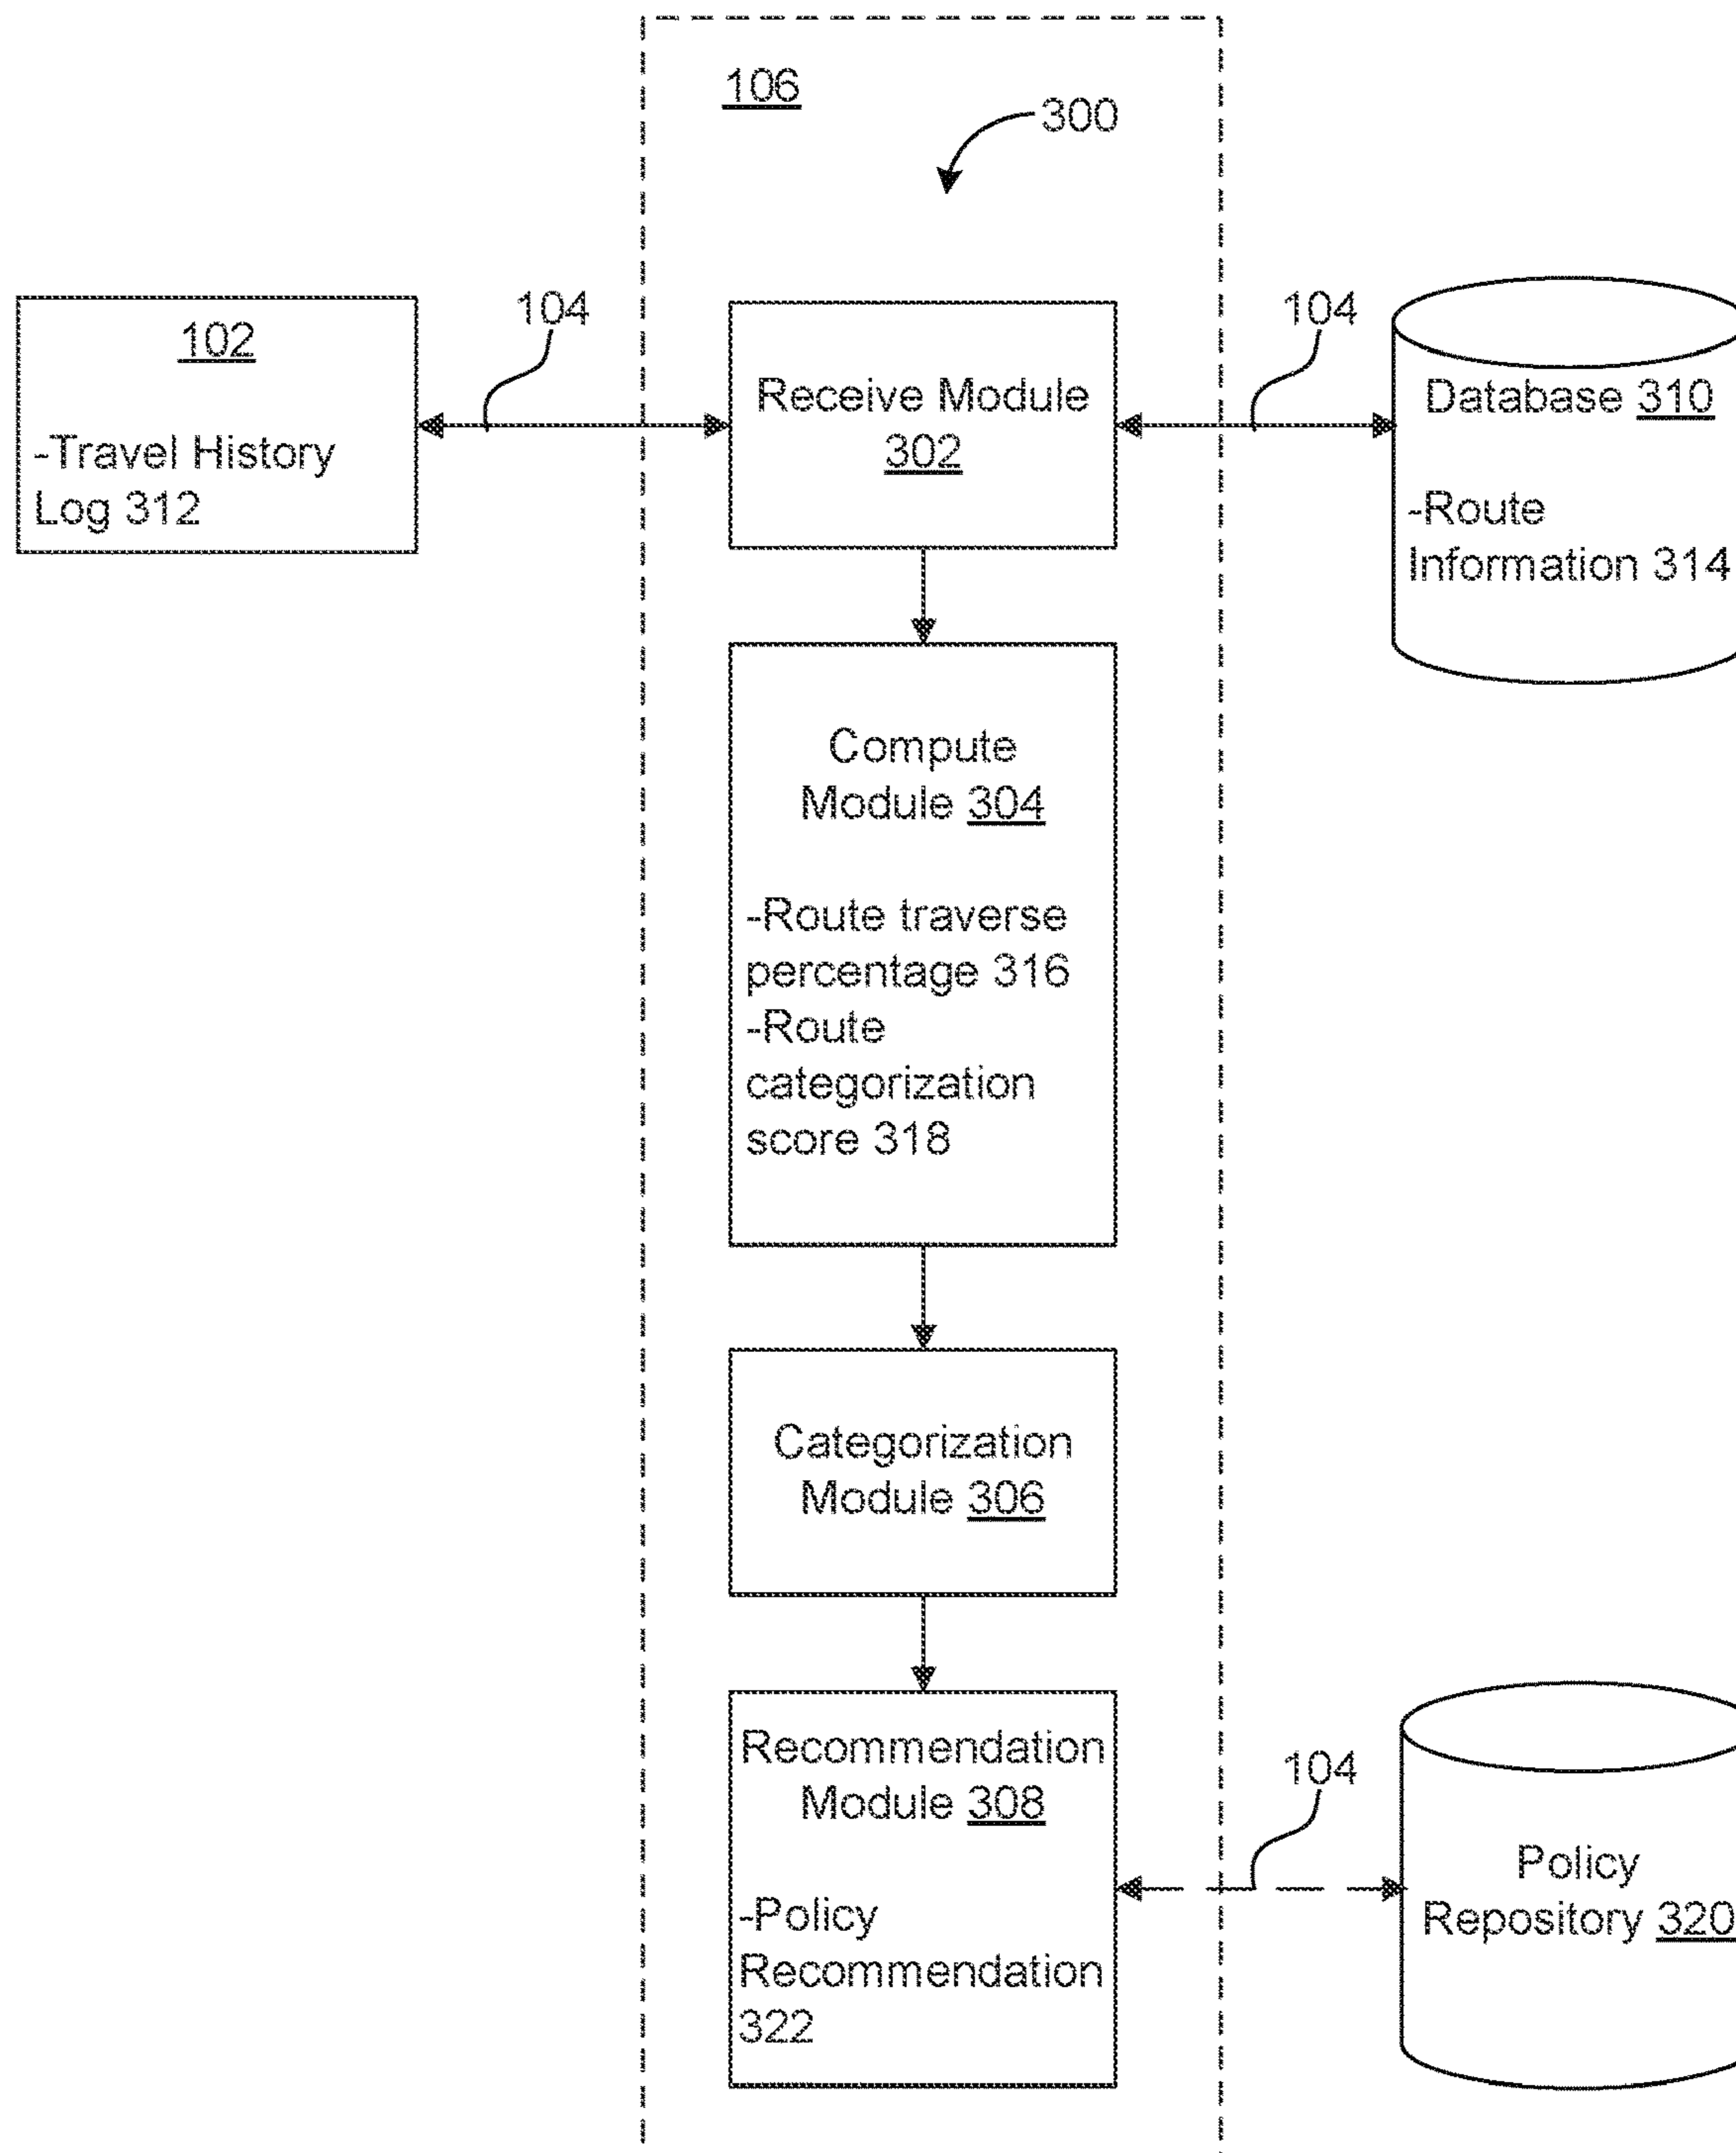 106
300
102
-Travel History
Log 312
104
Receive Module
302
104
Database 310
-Route
Information 314
Compute
Module 304
-Route traverse
percentage 316
-Route
categorization
score 318
Categorization
Module 306
Recommendation
Module 308
-Policy
Recommendation
322
104
Policy
Repository 320